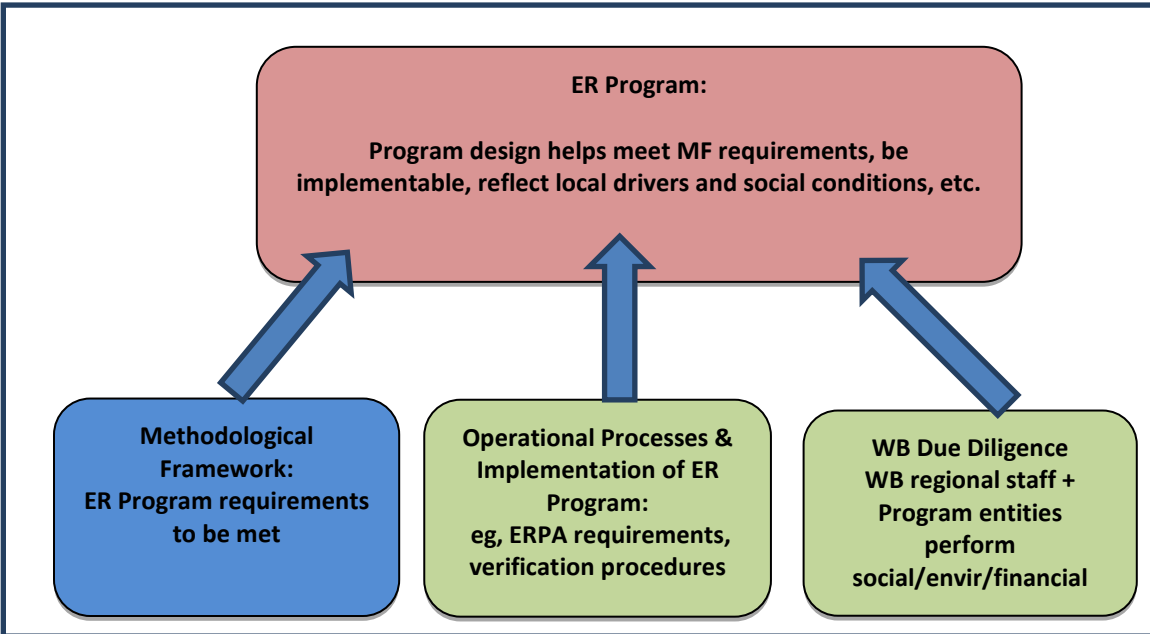 ER Program:
Program design helps meet MF requirements, be
implementable, reflect local drivers and social conditions, etc.
Methodological
Framework:
ER Program requirements
to be met
Operational Processes &
Implementation of ER
Program:
eg, ERPA requirements,
verification procedures
WB Due Diligence
WB regional staff +
Program entities
perform
social/envir/financial